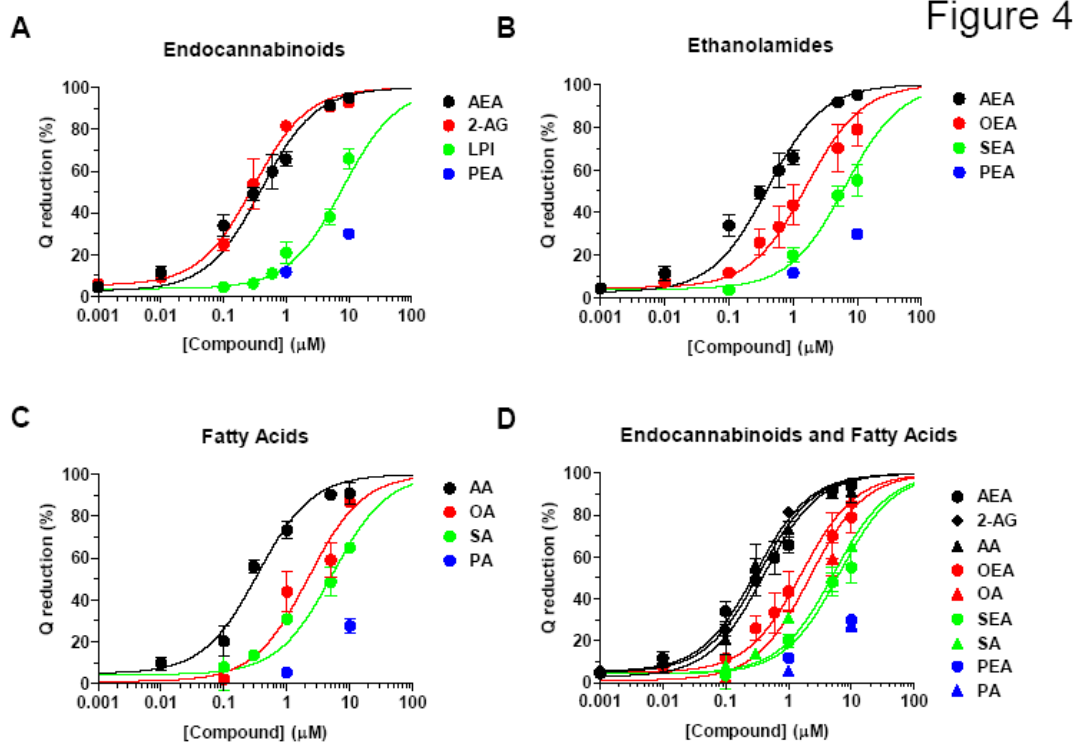 Figure 4
A
Endocannabinoids
Q reduction (%)
100
80
60
40
20
0
0.001 0.01 0.1 1 10 100
[Compound] (μM)
AEA
2-AG
LPI
PEA
B
Ethanolamides
Q reduction (%)
100
80
60
40
20
0
0.001 0.01 0.1 1 10 100
[Compound] (μM)
AEA
OEA
SEA
PEA
C
Fatty Acids
Q reduction (%)
100
80
60
40
20
0
0.001 0.01 0.1 1 10 100
[Compound] (μM)
AA
OA
SA
PA
D
Endocannabinoids and Fatty Acids
Q reduction (%)
100
80
60
40
20
0
0.001 0.01 0.1 1 10 100
[Compound] (μM)
AEA
2-AG
AA
OEA
OA
SEA
SA
PEA
PA